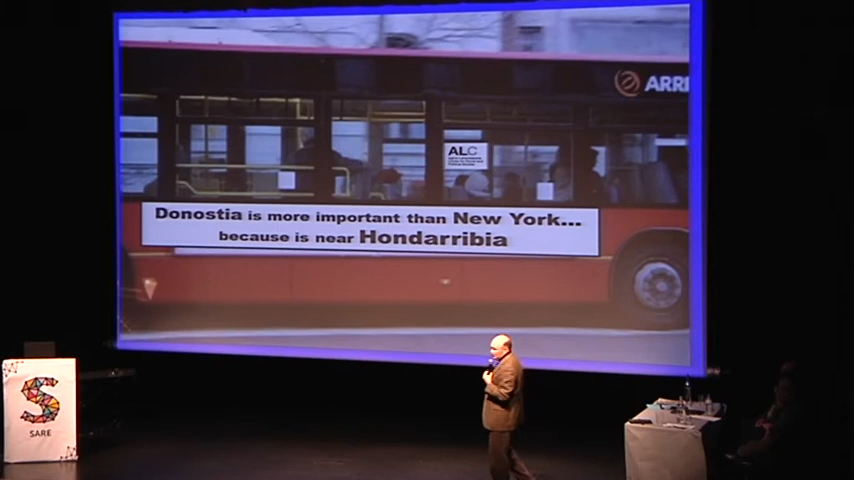 ARRI
ALC
Donostia is more important than New York...
because is near Hondarribia
S
SARE